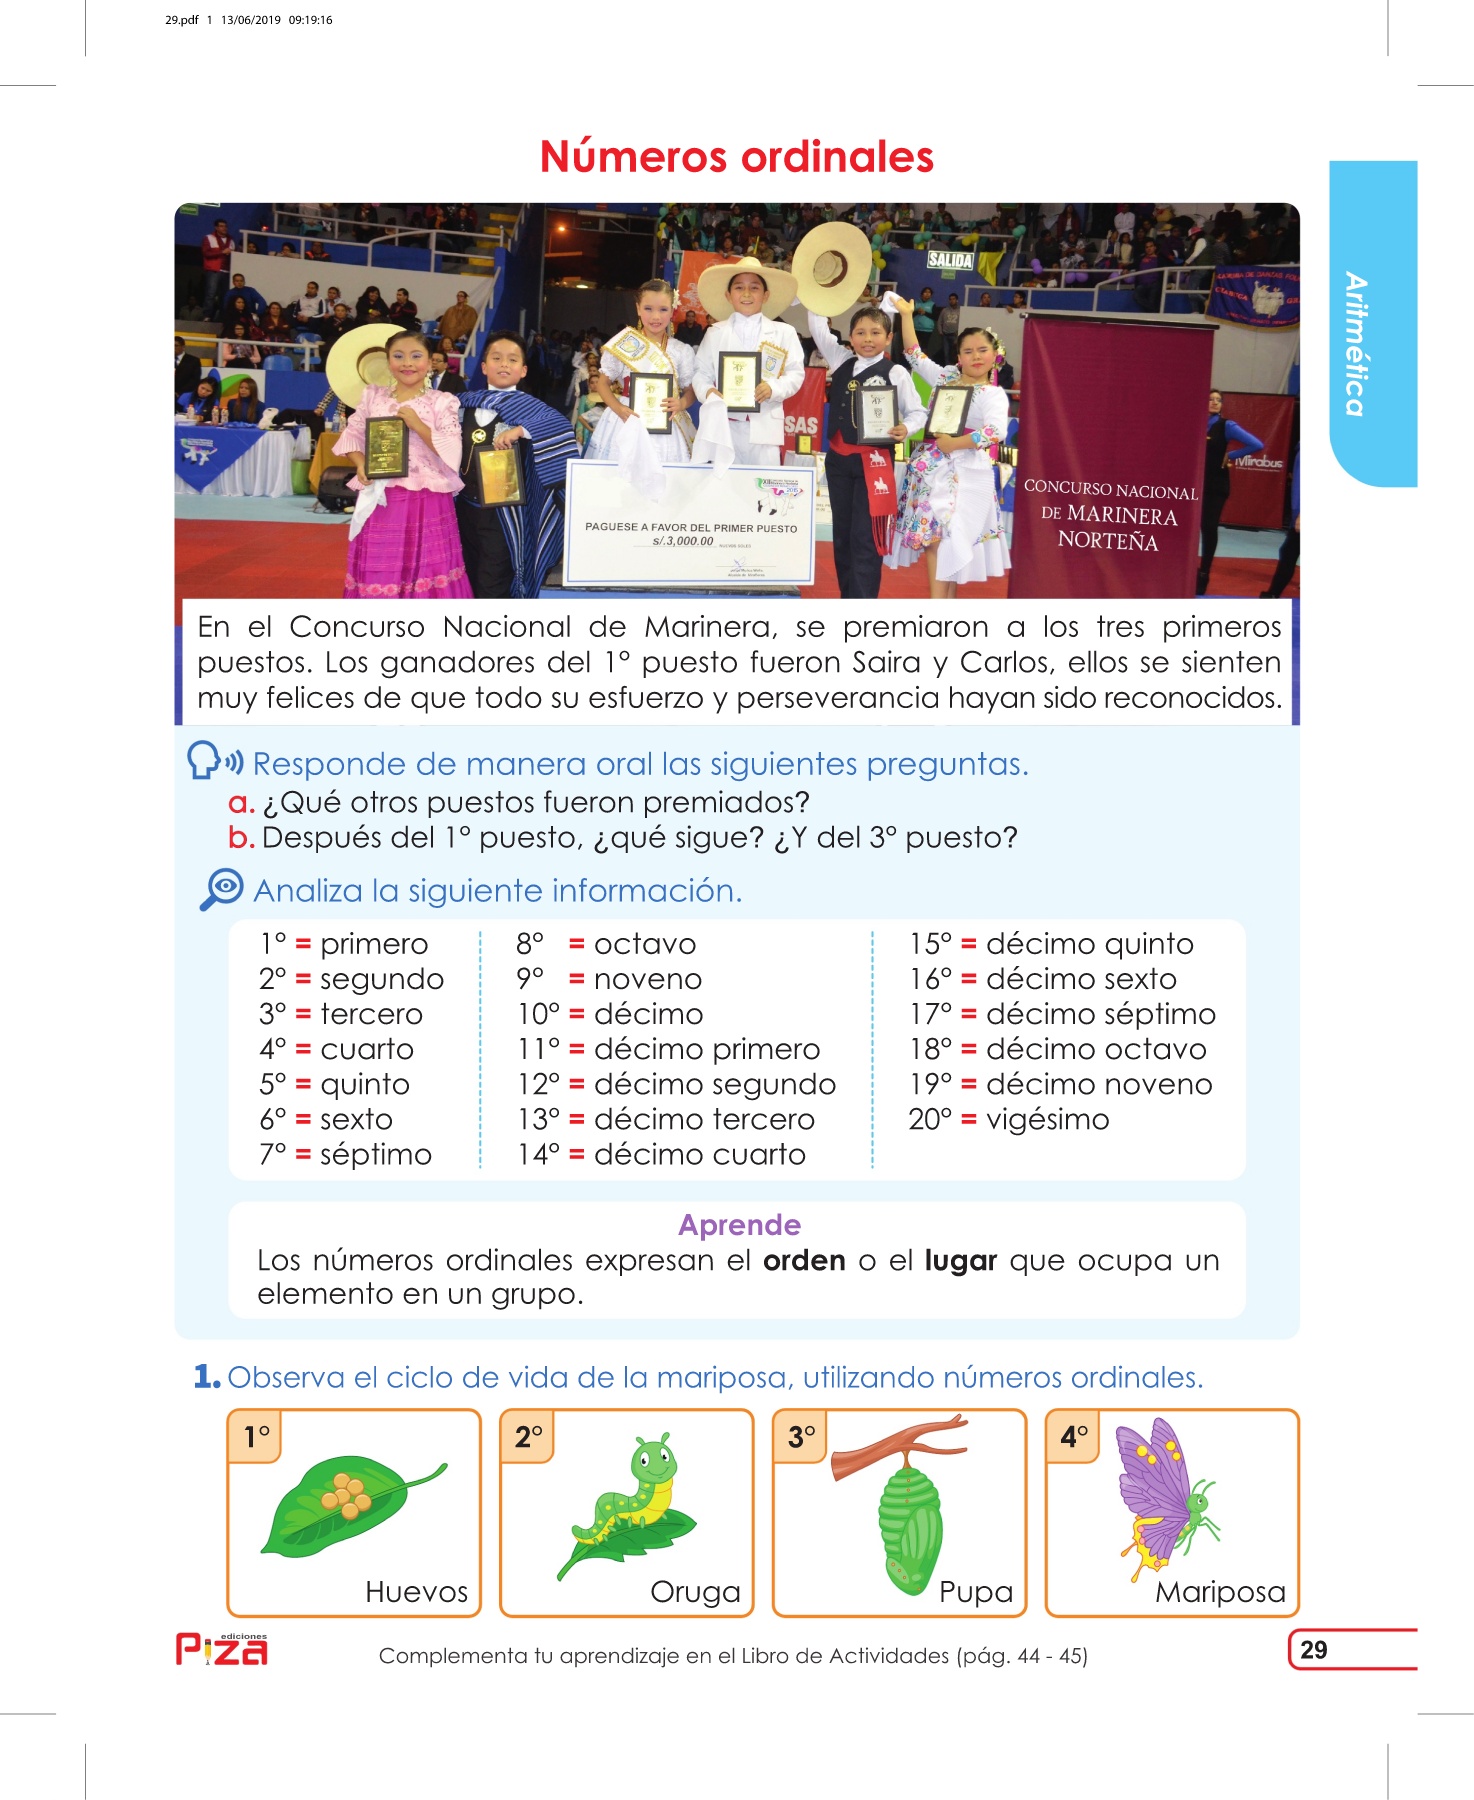 29.pdf 1 13/06/2019 09:19:16
Números ordinales
Aritmética
SALIDA
SAS
Mirabus
PAGUESE A FAVOR DEL PRIMER PUESTO
s/.3,000.00
CONCURSO NACIONAL
DE MARINERA
NORTEÑA
En el Concurso Nacional de Marinera, se premiaron a los tres primeros
puestos. Los ganadores del 1° puesto fueron Saira y Carlos, ellos se sienten
muy felices de que todo su esfuerzo y perseverancia hayan sido reconocidos.
Responde de manera oral las siguientes preguntas.
a. ¿Qué otros puestos fueron premiados?
b. Después del 1° puesto, ¿qué sigue? ¿Y del 3° puesto?
Analiza la siguiente información.
1° = primero
2° = segundo
3° = tercero
4° = cuarto
5° = quinto
6° = sexto
7° = séptimo
8° = octavo
9° = noveno
10° = décimo
11° = décimo primero
12° = décimo segundo
13° = décimo tercero
14° = décimo cuarto
15° = décimo quinto
16° = décimo sexto
17° = décimo séptimo
18° = décimo octavo
19° = décimo noveno
20° = vigésimo
Aprende
Los números ordinales expresan el orden o el lugar que ocupa un
elemento en un grupo.
1. Observa el ciclo de vida de la mariposa, utilizando números ordinales.
1°
Huevos
2°
Oruga
3°
Pupa
4°
Mariposa
ediciones
Piza
Complementa tu aprendizaje en el Libro de Actividades (pág. 44 - 45)
29